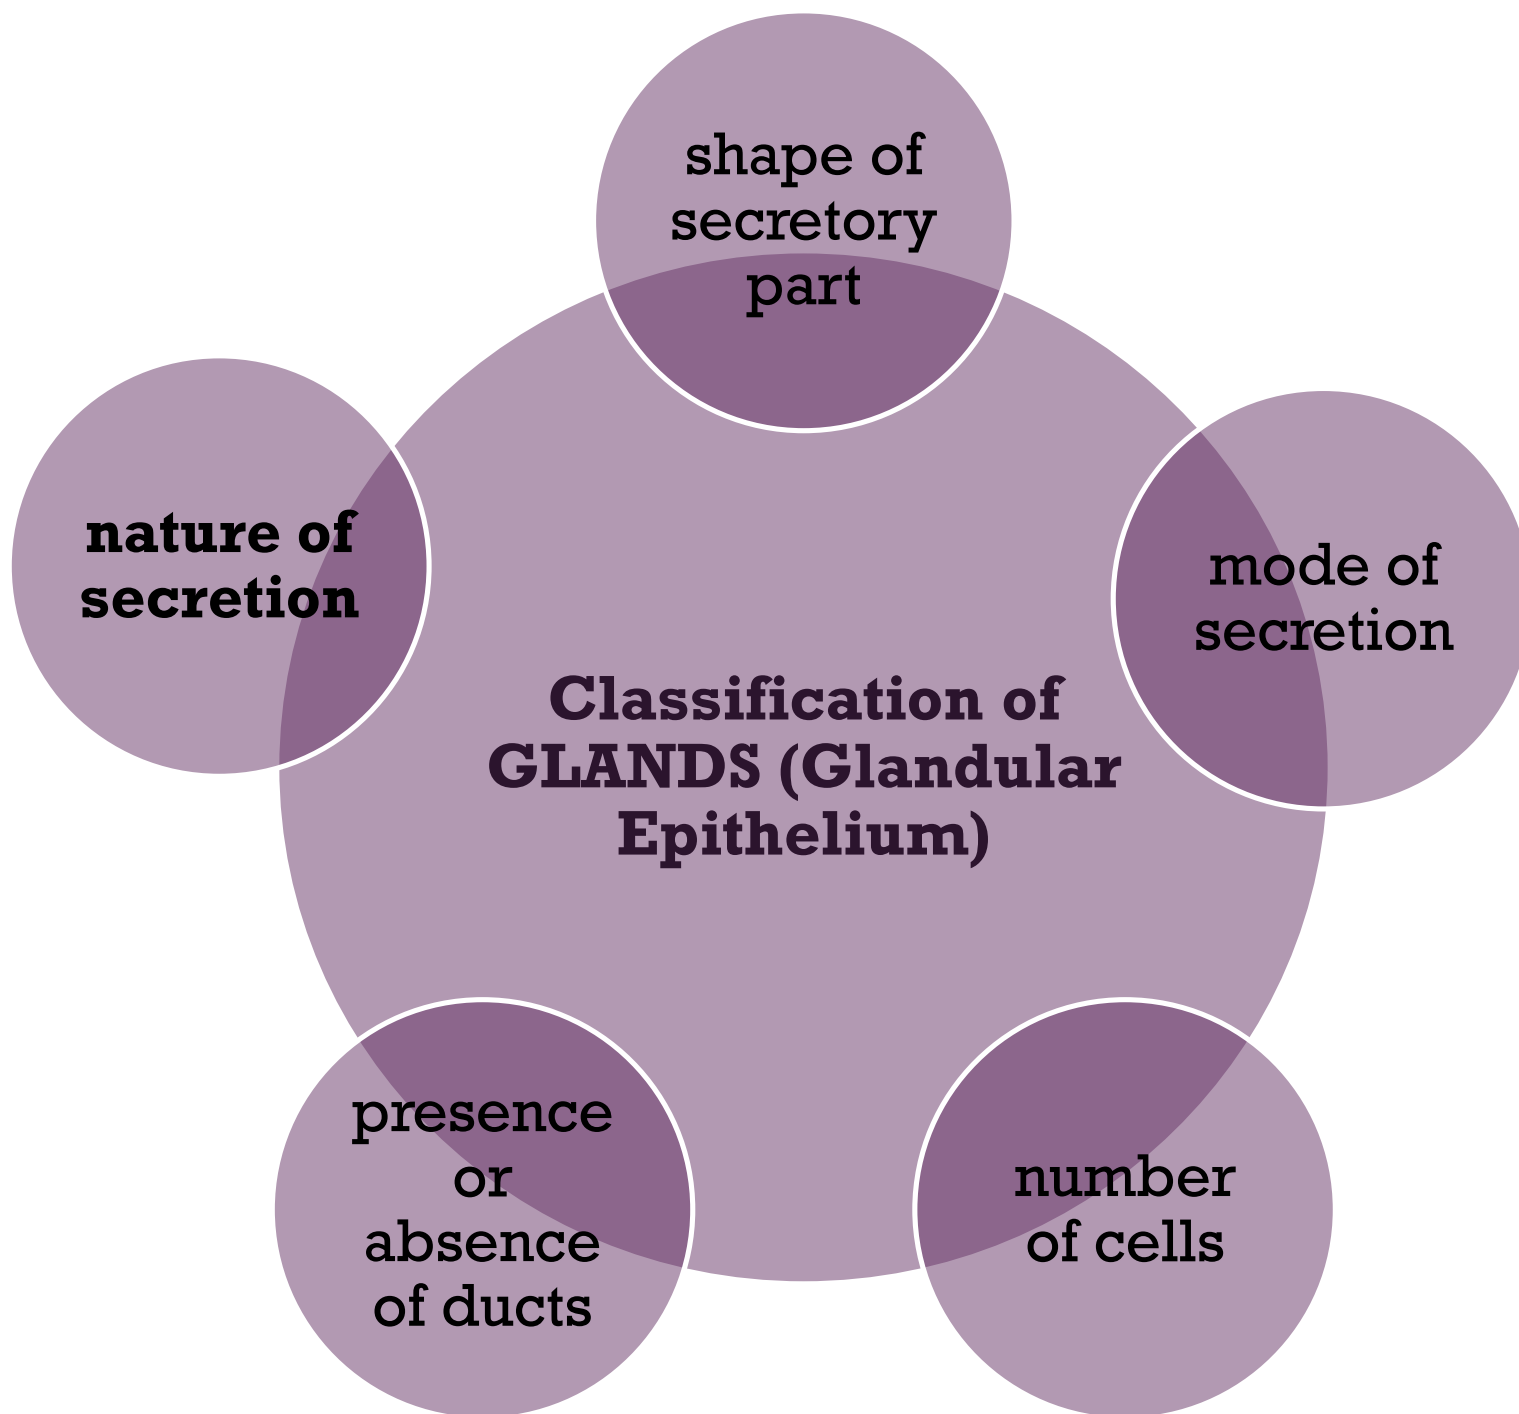 shape of
secretory
part
nature of
secretion
mode of
secretion
Classification of
GLANDS (Glandular
Epithelium)
presence
or
absence
of ducts
number
of cells